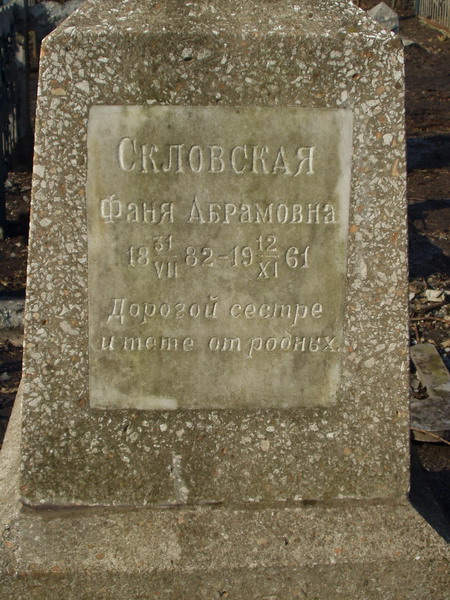 Скловская
Фаня Абрамовна
18 31/VII 82-19 12/XI 61
Дорогой сестре
и тете от родных.